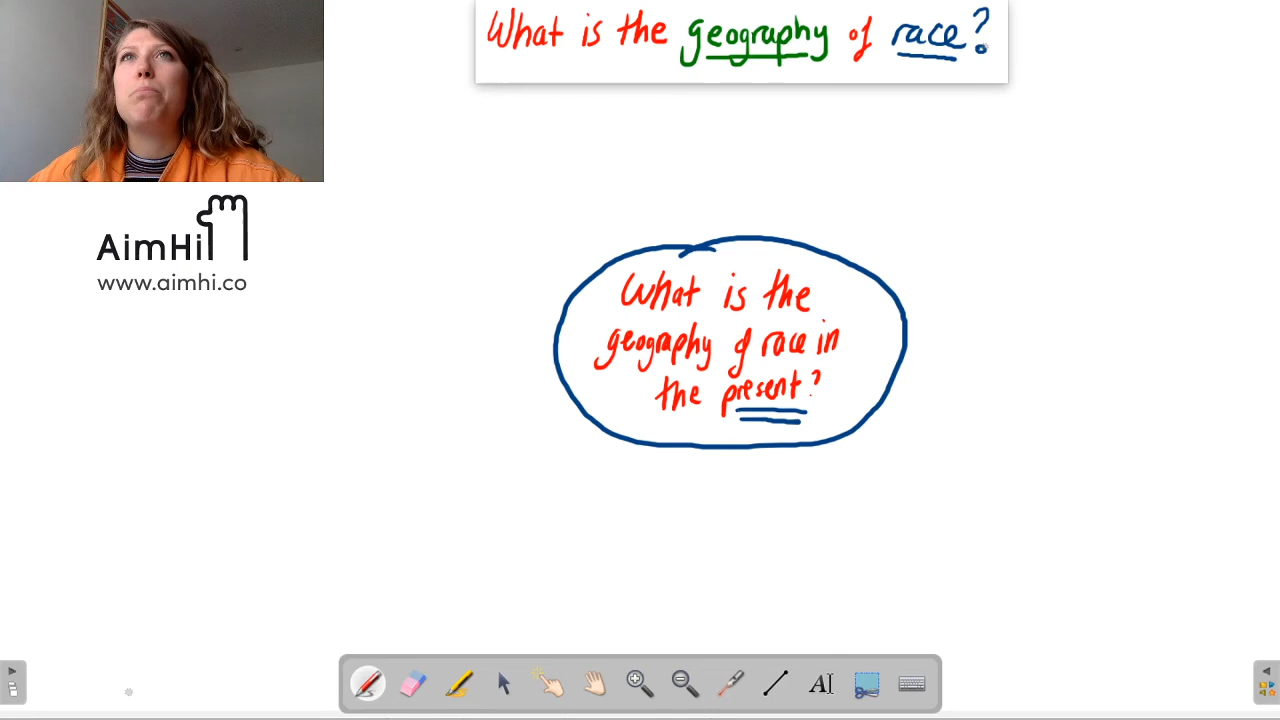 What is the geography of race?
AimHi
www.aimhi.co
What is the
geography of race in
the present?
AI